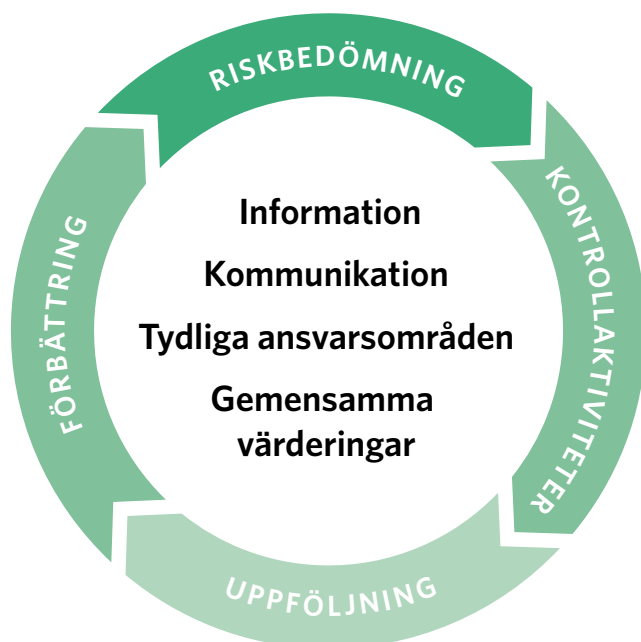 RISKBEDÖMNING
KONTROLLAKTIVITETER
UPPFÖLJNING
FÖRBÄTTRING
Information
Kommunikation
Tydliga ansvarsområden
Gemensamma
värderingar